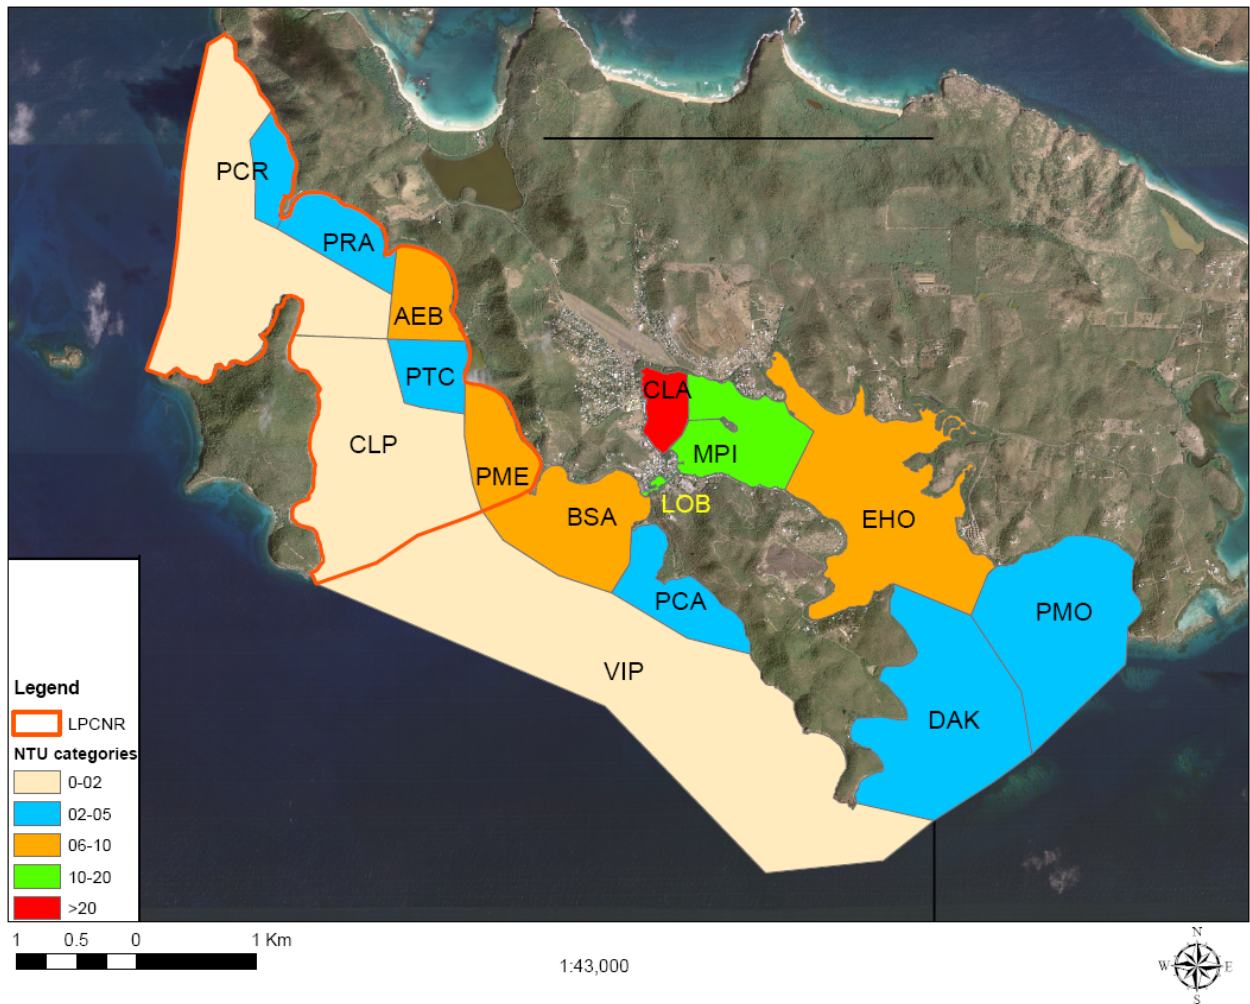 PCR
PRA
AEB
PTC
CLA
CLP
MPI
PME
LOB
BSA
EHO
PCA
PMO
VIP
DAK
Legend
LPCNR
NTU categories
0-02
02-05
06-10
10-20
>20
1 0.5 0 1 Km
1:43,000
N
W E
S